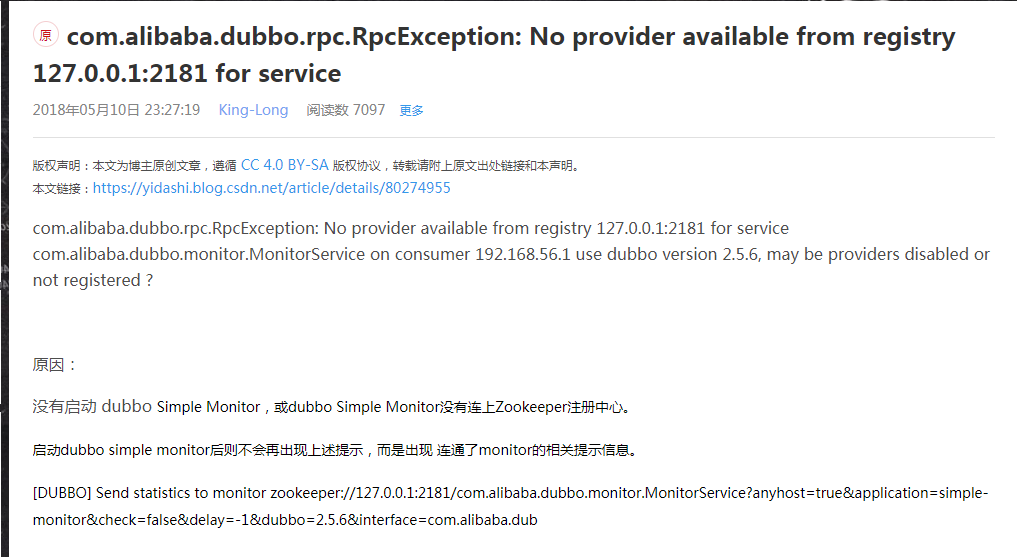 原 com.alibaba.dubbo.rpc.RpcException: No provider available from registry
127.0.0.1:2181 for service
2018年05月10日 23:27:19 King-Long 阅读数 7097 更多
版权声明：本文为博主原创文章，遵循 CC 4.0 BY-SA 版权协议，转载请附上原文出处链接和本声明。
本文链接：https://yidashi.blog.csdn.net/article/details/80274955
com.alibaba.dubbo.rpc.RpcException: No provider available from registry 127.0.0.1:2181 for service
com.alibaba.dubbo.monitor.MonitorService on consumer 192.168.56.1 use dubbo version 2.5.6, may be providers disabled or
not registered ?
原因：
没有启动 dubbo Simple Monitor，或dubbo Simple Monitor没有连上Zookeeper注册中心。
启动dubbo simple monitor后则不会再出现上述提示，而是出现 连通了monitor的相关提示信息。
[DUBBO] Send statistics to monitor zookeeper://127.0.0.1:2181/com.alibaba.dubbo.monitor.MonitorService?anyhost=true&application=simple-
monitor&check=false&delay=-1&dubbo=2.5.6&interface=com.alibaba.dub